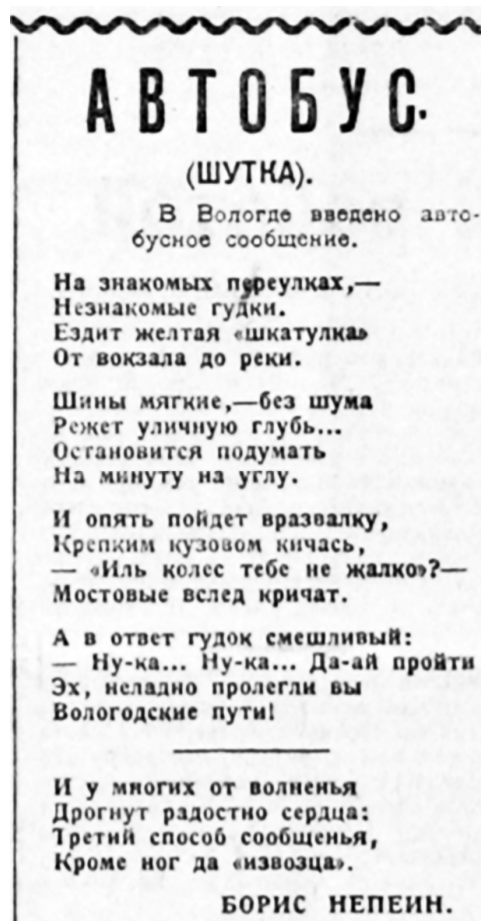 АВТОБУС.
(ШУТКА).
В Вологде введено авто-
бусное сообщение.
На знакомых переулках,—
Незнакомые гудки.
Ездит желтая «шкатулка»
От вокзала до реки.
Шины мягкие,—без шума
Режет уличную глубь...
Остановится подумать
На минуту на углу.
И опять пойдет вразвалку,
Крепким кузовом кичась,
— «Иль колес тебе не жалко»?—
Мостовые вслед кричат.
А в ответ гудок смешливый:
— Ну-ка... Ну-ка... Да-ай пройти
Эх, неладно пролегли вы
Вологодские пути!
И у многих от волненья
Дрогнут радостно сердца:
Третий способ сообщенья,
Кроме ног да «извозца».
БОРИС НЕПЕИН.